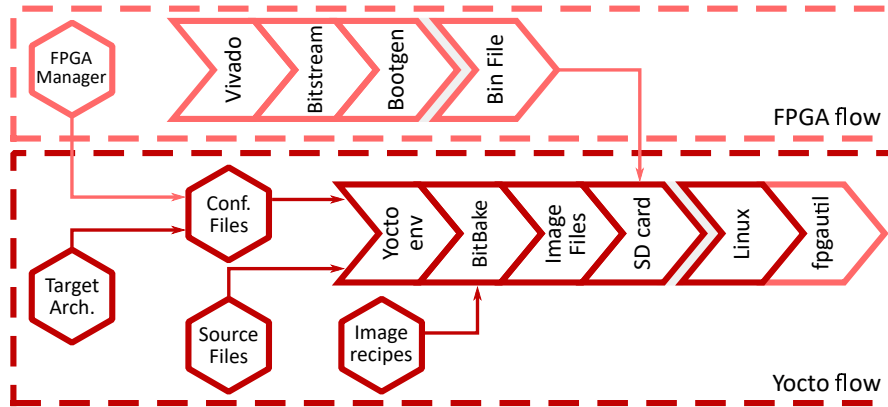 FPGA
Manager
Vivado
Bitstream
Bootgen
Bin File
FPGA flow
Conf.
Files
Target
Arch.
Source
Files
Image
recipes
Yocto
env
BitBake
Image
Files
SD card
Linux
fpgautil
Yocto flow